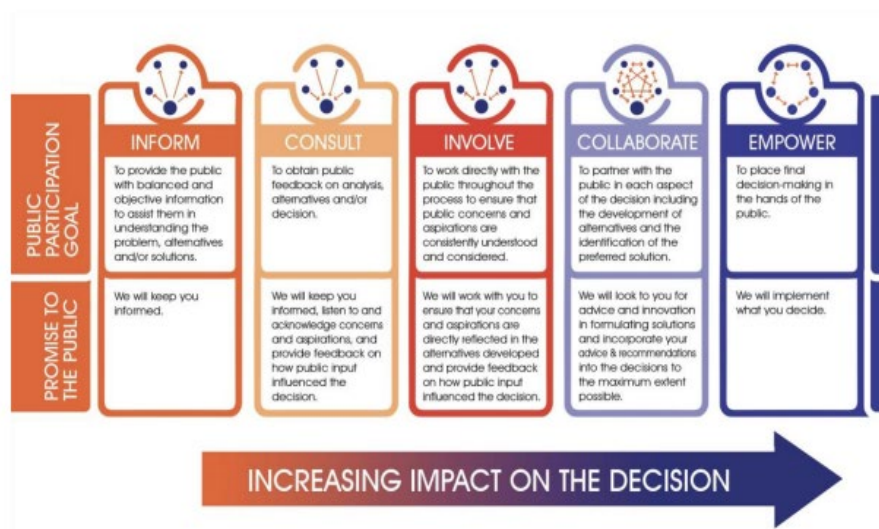 INFORM
CONSULT
INVOLVE
COLLABORATE
EMPOWER
PUBLIC
PARTICIPATION
GOAL
To provide the public
with balanced and
objective information
to assist them in
understanding the
problem, alternatives
and/or solutions.
To obtain public
feedback on analysis,
alternatives and/or
decision.
To work directly with the
public throughout the
process to ensure that
public concerns and
aspirations are
consistently understood
and considered.
To partner with the
public in each aspect
of the decision including
the development of
alternatives and the
identification of the
preferred solution.
To place final
decision-making in
the hands of the
public.
PROMISE TO
THE PUBLIC
We will keep you
informed.
We will keep you
informed, listen to and
acknowledge concerns
and aspirations, and
provide feedback on
how public input
influenced the
decision.
We will work with you to
ensure that your concerns
and aspirations are
directly reflected in the
alternatives developed
and provide feedback
on how public input
influenced the decision.
We will look to you for
advice and innovation
in formulating solutions
and incorporate your
advice & recommendations
into the decisions to
the maximum extent
possible.
We will implement
what you decide.
INCREASING IMPACT ON THE DECISION